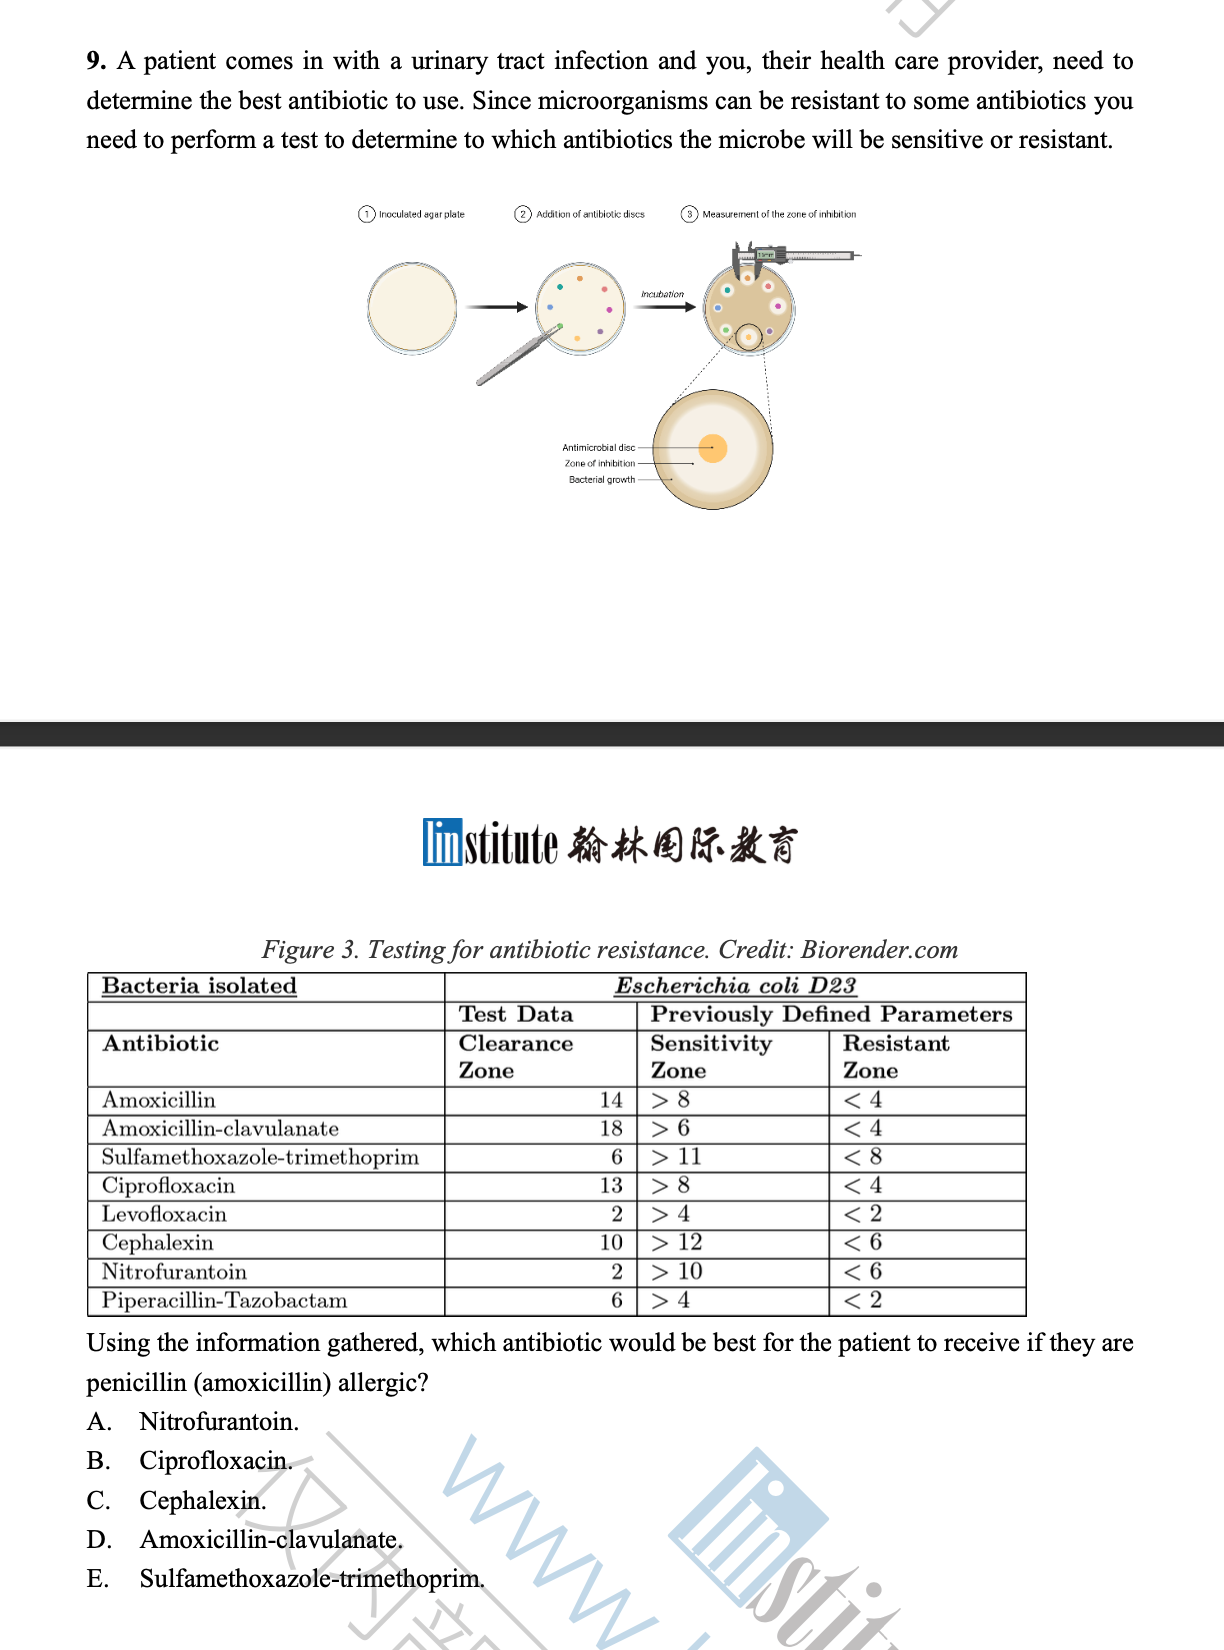 9. A patient comes in with a urinary tract infection and you, their health care provider, need to
determine the best antibiotic to use. Since microorganisms can be resistant to some antibiotics you
need to perform a test to determine to which antibiotics the microbe will be sensitive or resistant.
1 Inoculated agar plate
2 Addition of antibiotic discs
3 Measurement of the zone of inhibition
Incubation
Antimicrobial disc
Zone of inhibition
Bacterial growth
linstitute 翰林国际教育
Figure 3. Testing for antibiotic resistance. Credit: Biorender.com
Bacteria isolated Escherichia coli D23
Test Data Previously Defined Parameters
Antibiotic Clearance Zone Sensitivity Zone Resistant Zone
Amoxicillin 14 > 8 < 4
Amoxicillin-clavulanate 18 > 6 < 4
Sulfamethoxazole-trimethoprim 6 > 11 < 8
Ciprofloxacin 13 > 8 < 4
Levofloxacin 2 > 4 < 2
Cephalexin 10 > 12 < 6
Nitrofurantoin 2 > 10 < 6
Piperacillin-Tazobactam 6 > 4 < 2
Using the information gathered, which antibiotic would be best for the patient to receive if they are
penicillin (amoxicillin) allergic?
A. Nitrofurantoin.
B. Ciprofloxacin.
C. Cephalexin.
D. Amoxicillin-clavulanate.
E. Sulfamethoxazole-trimethoprim.
仅内部
www.
linstit